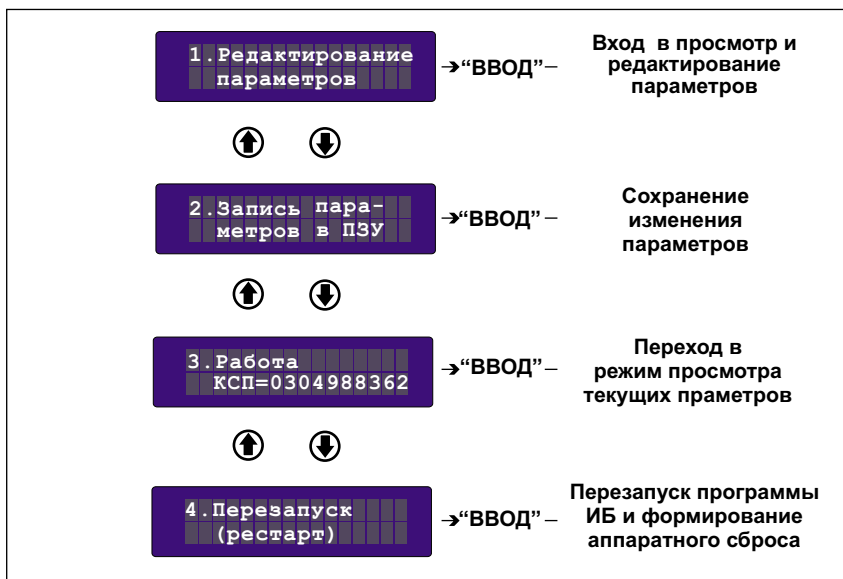 1.Редактирование
параметров
➔“ВВОД”–
Вход в просмотр и
редактирование
параметров
2.Запись пара-
метров в ПЗУ
➔“ВВОД”–
Сохранение
изменения
параметров
3.Работа
КСП=0304988362
➔“ВВОД”–
Переход в
режим просмотра
текущих праметров
4.Перезапуск
(рестарт)
➔“ВВОД”–
Перезапуск программы
ИБ и формирование
аппаратного сброса